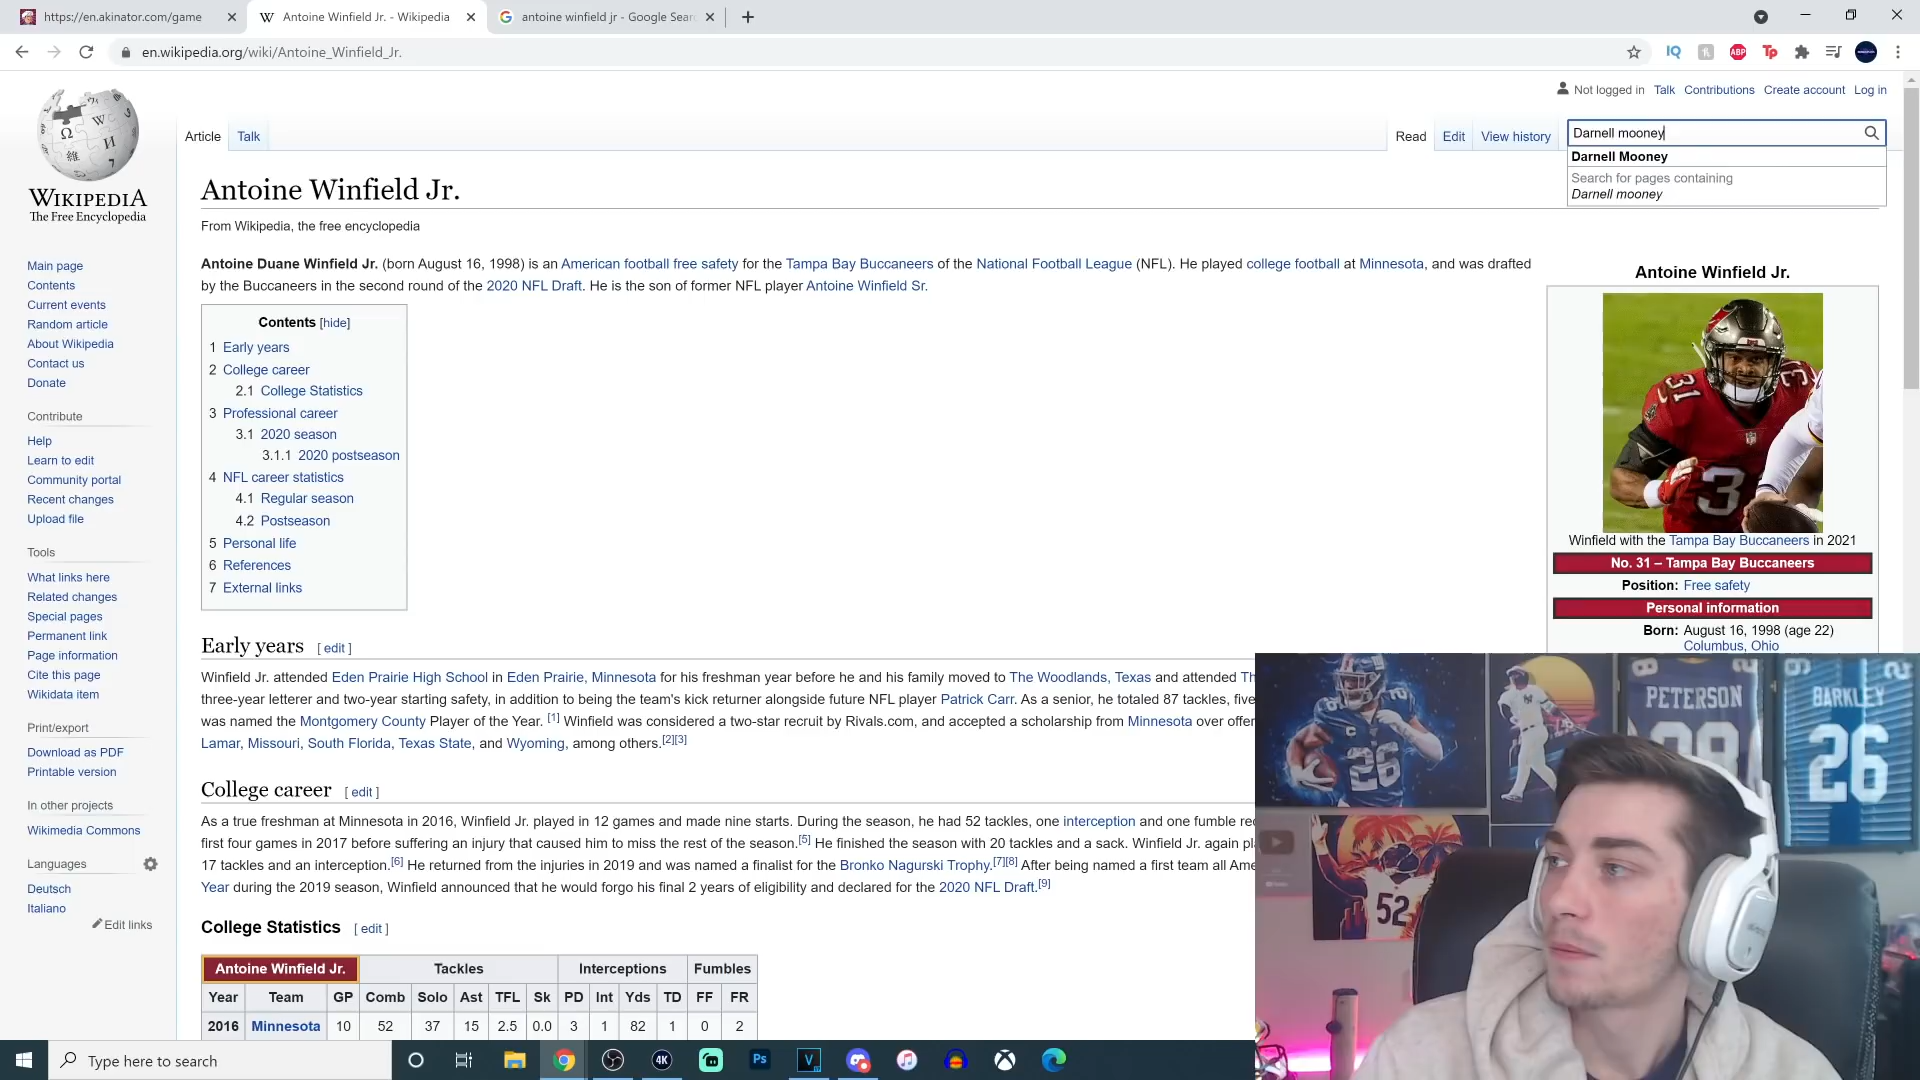 https://en.akinator.com/game
Antoine Winfield Jr. - Wikipedia
antoine winfield jr - Google Sear
en.wikipedia.org/wiki/Antoine_Winfield_Jr.
IQ
ABP
Tp
Not logged in Talk Contributions Create account Log in
Article Talk
Read Edit View history
Darnell mooney
Darnell Mooney
Search for pages containing
Darnell mooney
WIKIPEDIA
The Free Encyclopedia
Main page
Contents
Current events
Random article
About Wikipedia
Contact us
Donate
Contribute
Help
Learn to edit
Community portal
Recent changes
Upload file
Tools
What links here
Related changes
Special pages
Permanent link
Page information
Cite this page
Wikidata item
Print/export
Download as PDF
Printable version
In other projects
Wikimedia Commons
Languages
Deutsch
Italiano
Edit links
Antoine Winfield Jr.
From Wikipedia, the free encyclopedia
Antoine Duane Winfield Jr. (born August 16, 1998) is an American football free safety for the Tampa Bay Buccaneers of the National Football League (NFL). He played college football at Minnesota, and was drafted
by the Buccaneers in the second round of the 2020 NFL Draft. He is the son of former NFL player Antoine Winfield Sr.
Contents [hide]
1 Early years
2 College career
2.1 College Statistics
3 Professional career
3.1 2020 season
3.1.1 2020 postseason
4 NFL career statistics
4.1 Regular season
4.2 Postseason
5 Personal life
6 References
7 External links
Antoine Winfield Jr.
31
3
3
Winfield with the Tampa Bay Buccaneers in 2021
No. 31 – Tampa Bay Buccaneers
Position: Free safety
Personal information
Born: August 16, 1998 (age 22)
Columbus, Ohio
Early years [ edit ]
Winfield Jr. attended Eden Prairie High School in Eden Prairie, Minnesota for his freshman year before he and his family moved to The Woodlands, Texas and attended Th
three-year letterer and two-year starting safety, in addition to being the team's kick returner alongside future NFL player Patrick Carr. As a senior, he totaled 87 tackles, five
was named the Montgomery County Player of the Year. [1] Winfield was considered a two-star recruit by Rivals.com, and accepted a scholarship from Minnesota over offer
Lamar, Missouri, South Florida, Texas State, and Wyoming, among others.[2][3]
College career [ edit ]
As a true freshman at Minnesota in 2016, Winfield Jr. played in 12 games and made nine starts. During the season, he had 52 tackles, one interception and one fumble rec
first four games in 2017 before suffering an injury that caused him to miss the rest of the season.[5] He finished the season with 20 tackles and a sack. Winfield Jr. again pl
17 tackles and an interception.[6] He returned from the injuries in 2019 and was named a finalist for the Bronko Nagurski Trophy.[7][8] After being named a first team all Ame
Year during the 2019 season, Winfield announced that he would forgo his final 2 years of eligibility and declared for the 2020 NFL Draft.[9]
College Statistics [ edit ]
Antoine Winfield Jr. Tackles Interceptions Fumbles
Year Team GP Comb Solo Ast TFL Sk PD Int Yds TD FF FR
2016 Minnesota 10 52 37 15 2.5 0.0 3 1 82 1 0 2
26
PETERSON
BARKLEY
26
52
Type here to search
4K
Ps
V